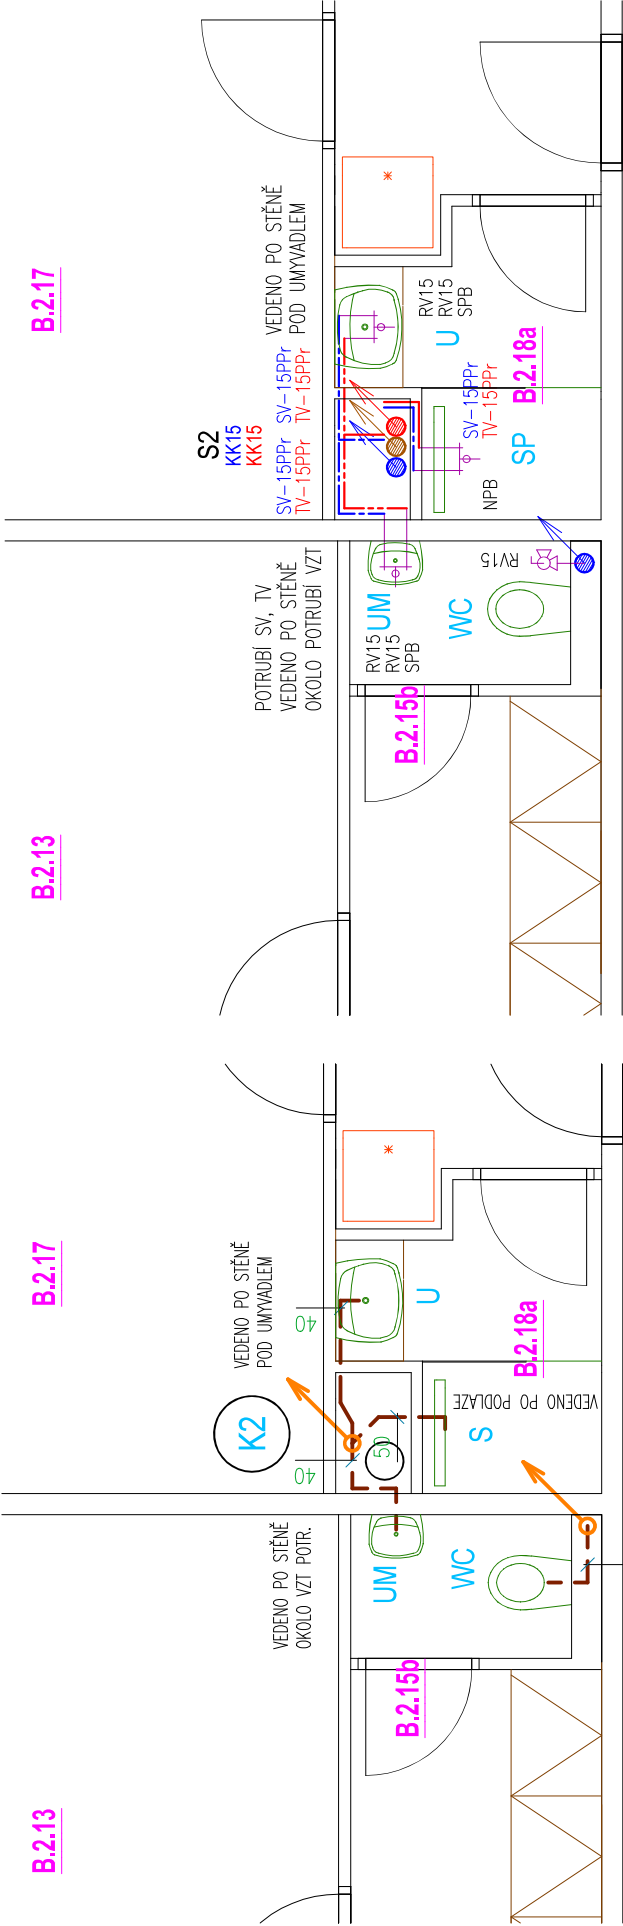 B.2.17
VEDENO PO STĚNĚ
POD UMYVADLEM
SV-15PPr
TV-15PPr
S2
KK15
KK15
SV-15PPr
TV-15PPr
RV15
RV15
SPB
U
B.2.18a
SV-15PPr
TV-15PPr
SP
NPB
POTRUBÍ SV, TV
VEDENO PO STĚNĚ
OKOLO POTRUBÍ VZT
UM
WC
RV15
RV15
RV15
SPB
B.2.15b
B.2.13
B.2.17
VEDENO PO STĚNĚ
POD UMYVADLEM
40
U
B.2.18a
K2
40
50
S
VEDENO PO PODLAZE
VEDENO PO STĚNĚ
OKOLO VZT POTR.
UM
WC
B.2.15b
B.2.13